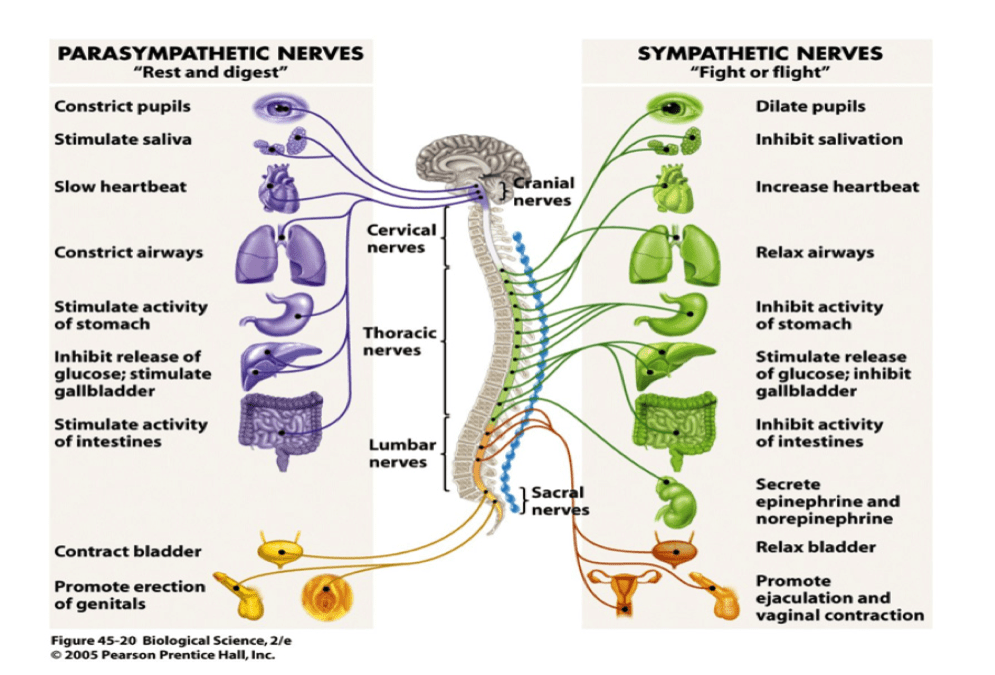 PARASYMPATHETIC NERVES
“Rest and digest”
Constrict pupils
Stimulate saliva
Slow heartbeat
Constrict airways
Stimulate activity
of stomach
Inhibit release of
glucose; stimulate
gallbladder
Stimulate activity
of intestines
Contract bladder
Promote erection
of genitals
Cranial
nerves
Cervical
nerves
Thoracic
nerves
Lumbar
nerves
Sacral
nerves
SYMPATHETIC NERVES
“Fight or flight”
Dilate pupils
Inhibit salivation
Increase heartbeat
Relax airways
Inhibit activity
of stomach
Stimulate release
of glucose; inhibit
gallbladder
Inhibit activity
of intestines
Secrete
epinephrine and
norepinephrine
Relax bladder
Promote
ejaculation and
vaginal contraction
Figure 45-20 Biological Science, 2/e
© 2005 Pearson Prentice Hall, Inc.